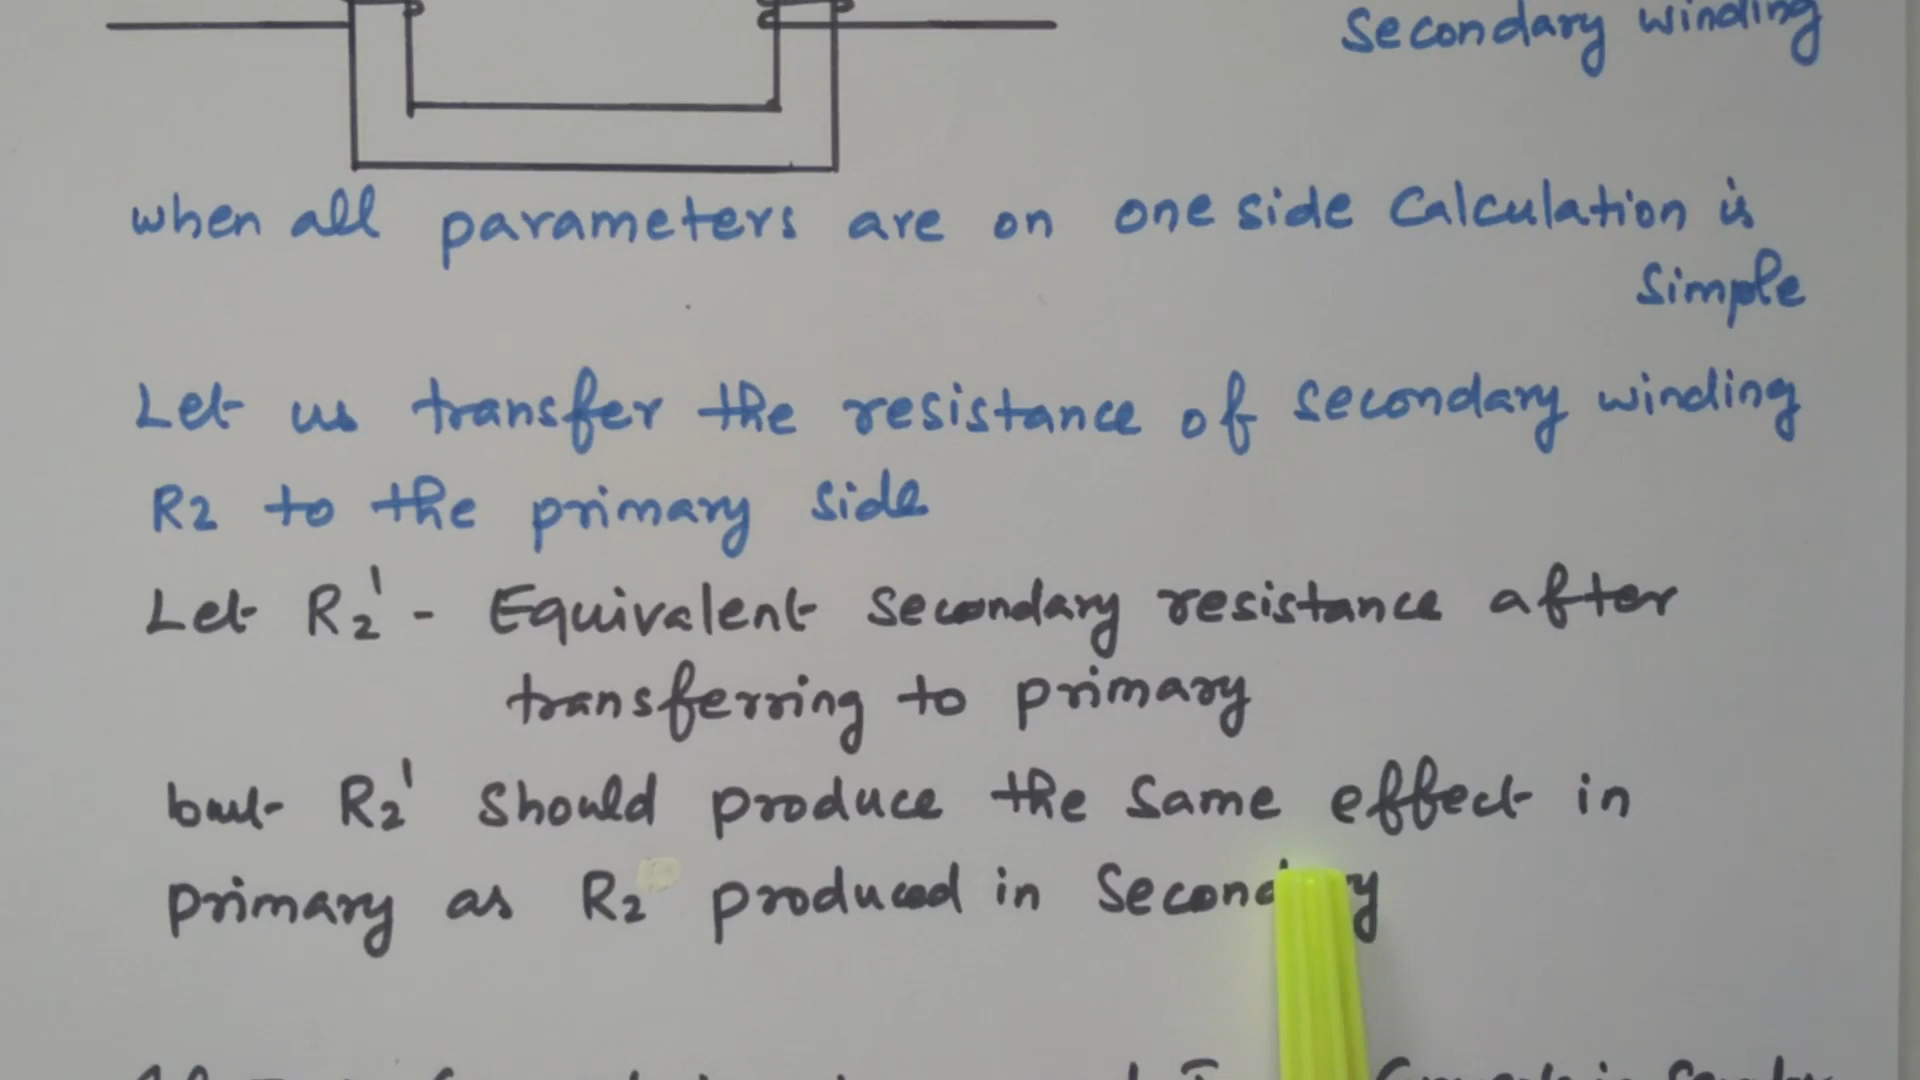 Secondary winding
when all parameters are on one side Calculation is
Simple
Let us transfer the resistance of secondary winding
R2 to the primary side
Let R2' - Equivalent Secondary resistance after
transferring to primary
but R2' Should produce the Same effect in
primary as R2 produced in Secondary